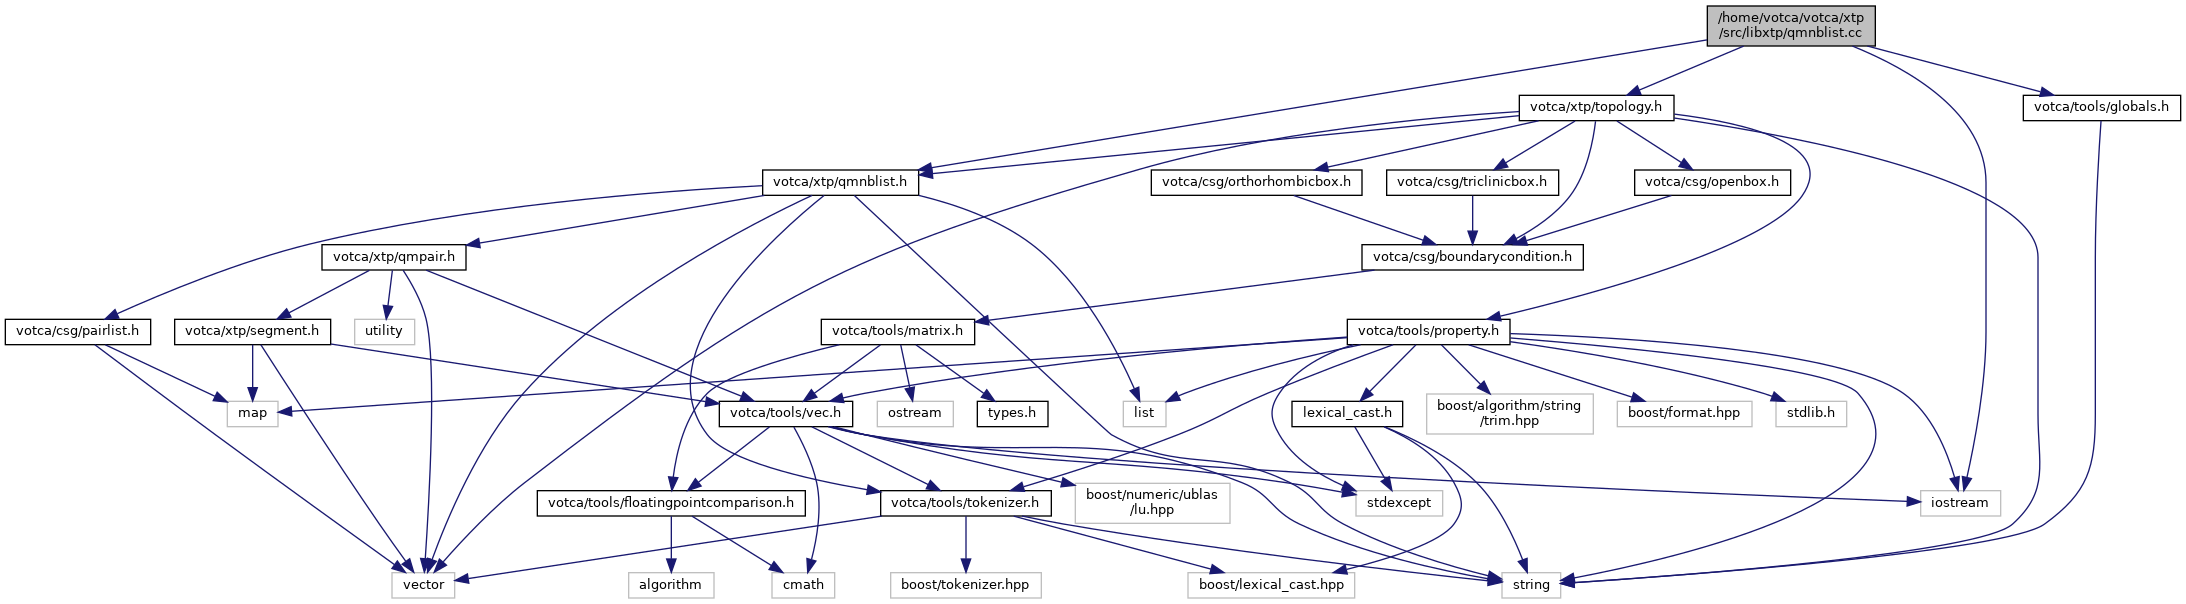 /home/votca/votca/xtp
/src/libxtp/qmnblist.cc
votca/xtp/topology.h
votca/tools/globals.h
votca/xtp/qmnblist.h
votca/csg/orthorhombicbox.h
votca/csg/triclinicbox.h
votca/csg/openbox.h
votca/xtp/qmpair.h
votca/csg/boundarycondition.h
votca/csg/pairlist.h
votca/xtp/segment.h
utility
votca/tools/matrix.h
votca/tools/property.h
map
votca/tools/vec.h
ostream
types.h
list
lexical_cast.h
boost/algorithm/string
/trim.hpp
boost/format.hpp
stdlib.h
votca/tools/floatingpointcomparison.h
votca/tools/tokenizer.h
boost/numeric/ublas
/lu.hpp
stdexcept
iostream
vector
algorithm
cmath
boost/tokenizer.hpp
boost/lexical_cast.hpp
string